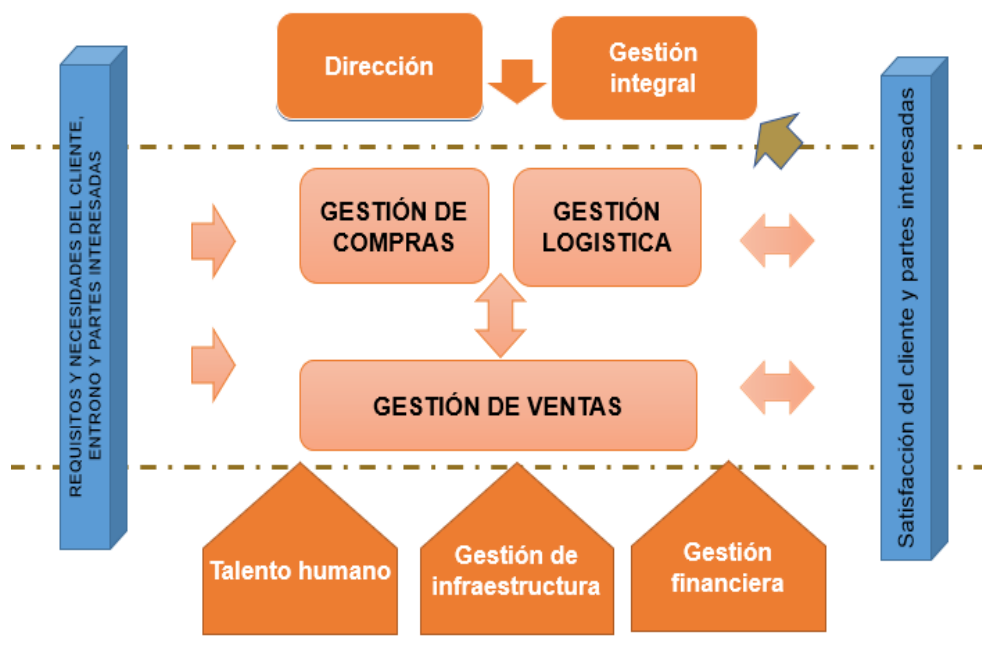 Dirección
Gestión
integral
REQUISITOS Y NECESIDADES DEL CLIENTE,
ENTRONO Y PARTES INTERESADAS
GESTIÓN DE
COMPRAS
GESTIÓN
LOGISTICA
GESTIÓN DE VENTAS
Satisfacción del cliente y partes interesadas
Talento humano
Gestión de
infraestructura
Gestión
financiera